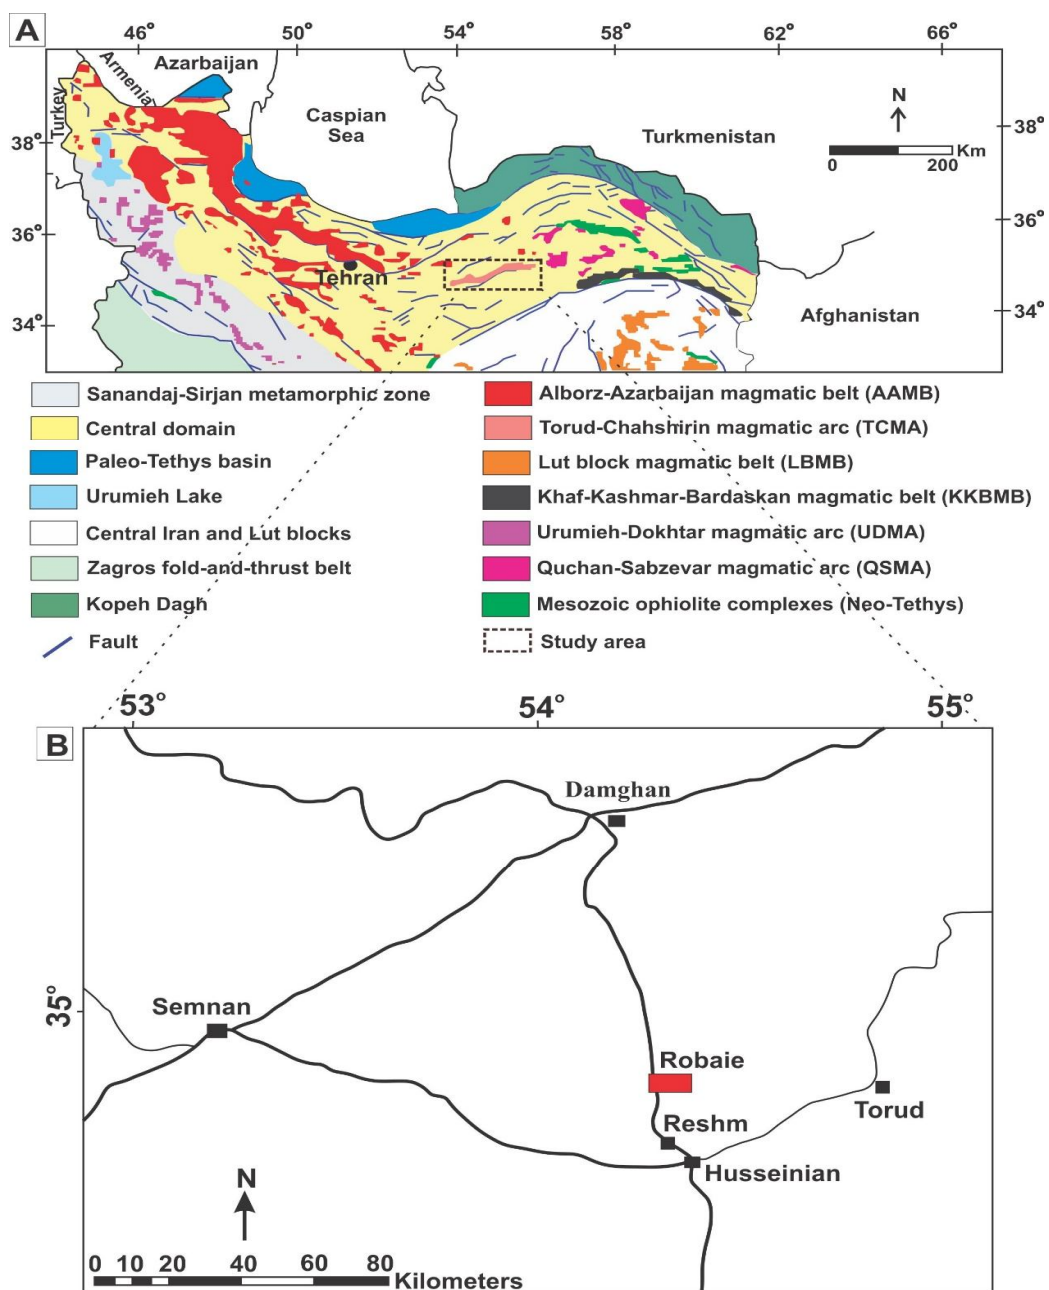 A
46° 50° 54° 58° 62° 66°
Armenia
Azarbaijan
Turkey
Caspian
Sea
Turkmenistan
N
0 200 Km
38° 38°
36° 36°
34° 34°
Tehran
Afghanistan
Sanandaj-Sirjan metamorphic zone
Central domain
Paleo-Tethys basin
Urumieh Lake
Central Iran and Lut blocks
Zagros fold-and-thrust belt
Kopeh Dagh
Fault
Alborz-Azarbaijan magmatic belt (AAMB)
Torud-Chahshirin magmatic arc (TCMA)
Lut block magmatic belt (LBMB)
Khaf-Kashmar-Bardaskan magmatic belt (KKBMB)
Urumieh-Dokhtar magmatic arc (UDMA)
Quchan-Sabzevar magmatic arc (QSMA)
Mesozoic ophiolite complexes (Neo-Tethys)
Study area
53° 54° 55°
B
Damghan
35°
Semnan
Robaie
Torud
Reshm
Husseinian
N
0 10 20 40 60 80
Kilometers